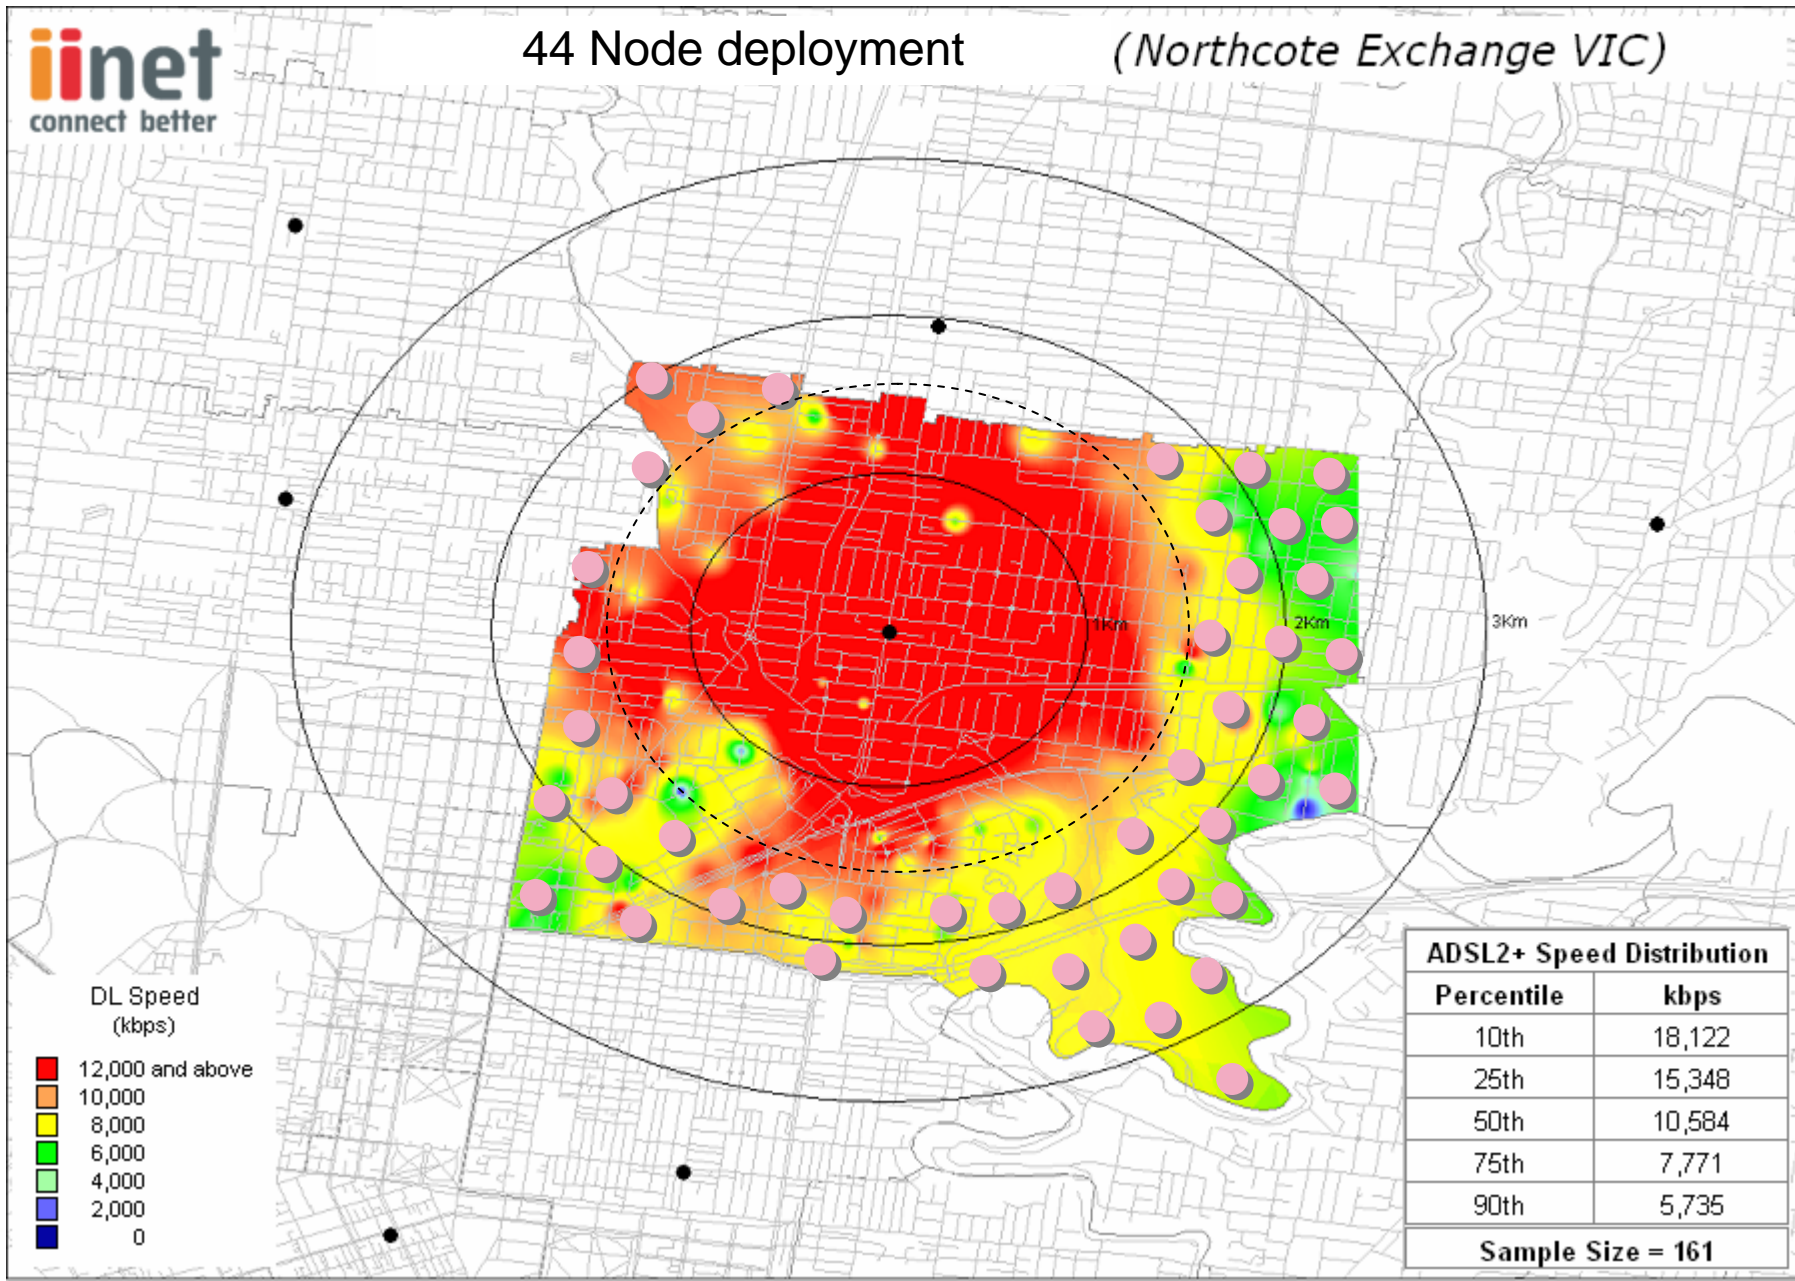 iinet
connect better
44 Node deployment
(Northcote Exchange VIC)
1Km
2Km
3Km
DL Speed
(kbps)
12,000 and above
10,000
8,000
6,000
4,000
2,000
0
ADSL2+ Speed Distribution
Percentile kbps
10th 18,122
25th 15,348
50th 10,584
75th 7,771
90th 5,735
Sample Size = 161